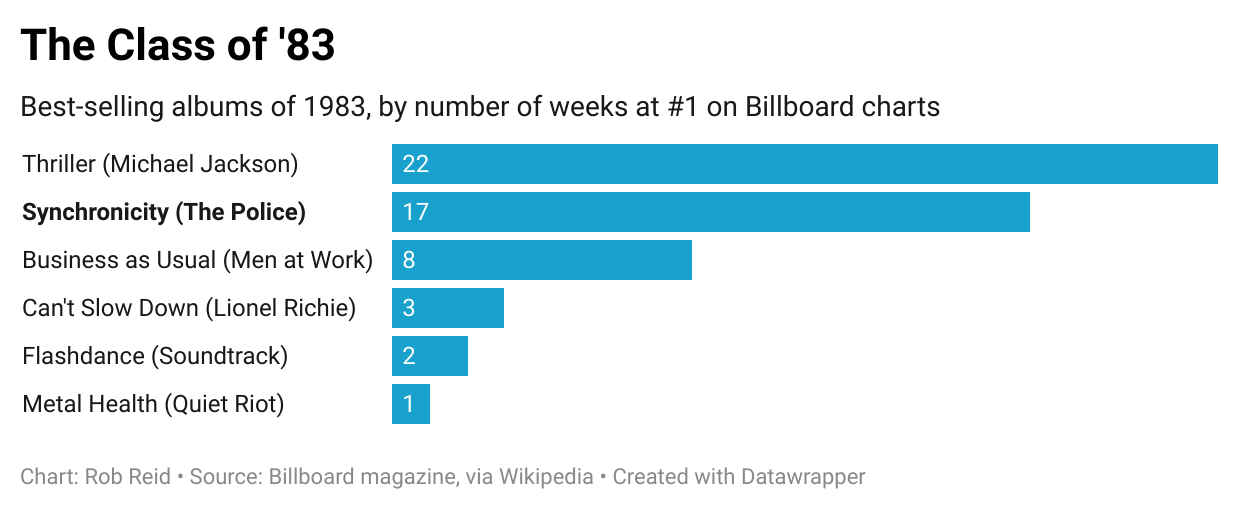 The Class of '83
Best-selling albums of 1983, by number of weeks at #1 on Billboard charts
Thriller (Michael Jackson) 22
Synchronicity (The Police) 17
Business as Usual (Men at Work) 8
Can't Slow Down (Lionel Richie) 3
Flashdance (Soundtrack) 2
Metal Health (Quiet Riot) 1
Chart: Rob Reid • Source: Billboard magazine, via Wikipedia • Created with Datawrapper